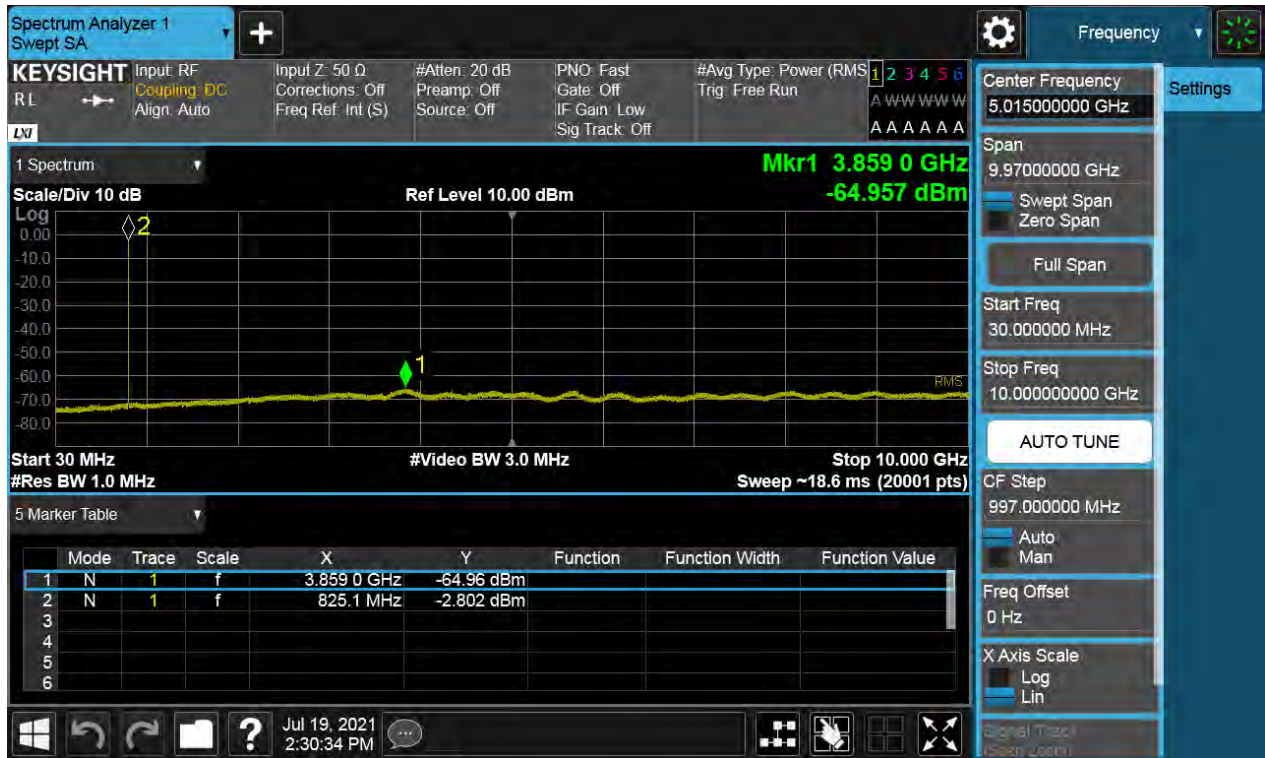 Spectrum Analyzer 1
Swept SA
+
Frequency
KEYSIGHT
RL
LXI
Input: RF
Coupling: DC
Align: Auto
Input Z: 50 Ω
Corrections: Off
Freq Ref: Int (S)
#Atten: 20 dB
Preamp: Off
Source: Off
PNO: Fast
Gate: Off
IF Gain: Low
Sig Track: Off
#Avg Type: Power (RMS
Trig: Free Run
1 2 3 4 5 6
A W W W W W
A A A A A A
1 Spectrum
Mkr1 3.859 0 GHz
Scale/Div 10 dB
Ref Level 10.00 dBm
-64.957 dBm
Log
0.00
-10.0
-20.0
-30.0
-40.0
-50.0
-60.0
-70.0
-80.0
2
1
RMS
Start 30 MHz
#Video BW 3.0 MHz
Stop 10.000 GHz
#Res BW 1.0 MHz
Sweep ~18.6 ms (20001 pts)
5 Marker Table
Mode Trace Scale X Y Function Function Width Function Value
1 N 1 f 3.859 0 GHz -64.96 dBm
2 N 1 f 825.1 MHz -2.802 dBm
3
4
5
6
?
Jul 19, 2021
2:30:34 PM
Center Frequency
5.015000000 GHz
Settings
Span
9.97000000 GHz
Swept Span
Zero Span
Full Span
Start Freq
30.000000 MHz
Stop Freq
10.000000000 GHz
AUTO TUNE
CF Step
997.000000 MHz
Auto
Man
Freq Offset
0 Hz
X Axis Scale
Log
Lin
Signal Track
(Span Zoom)